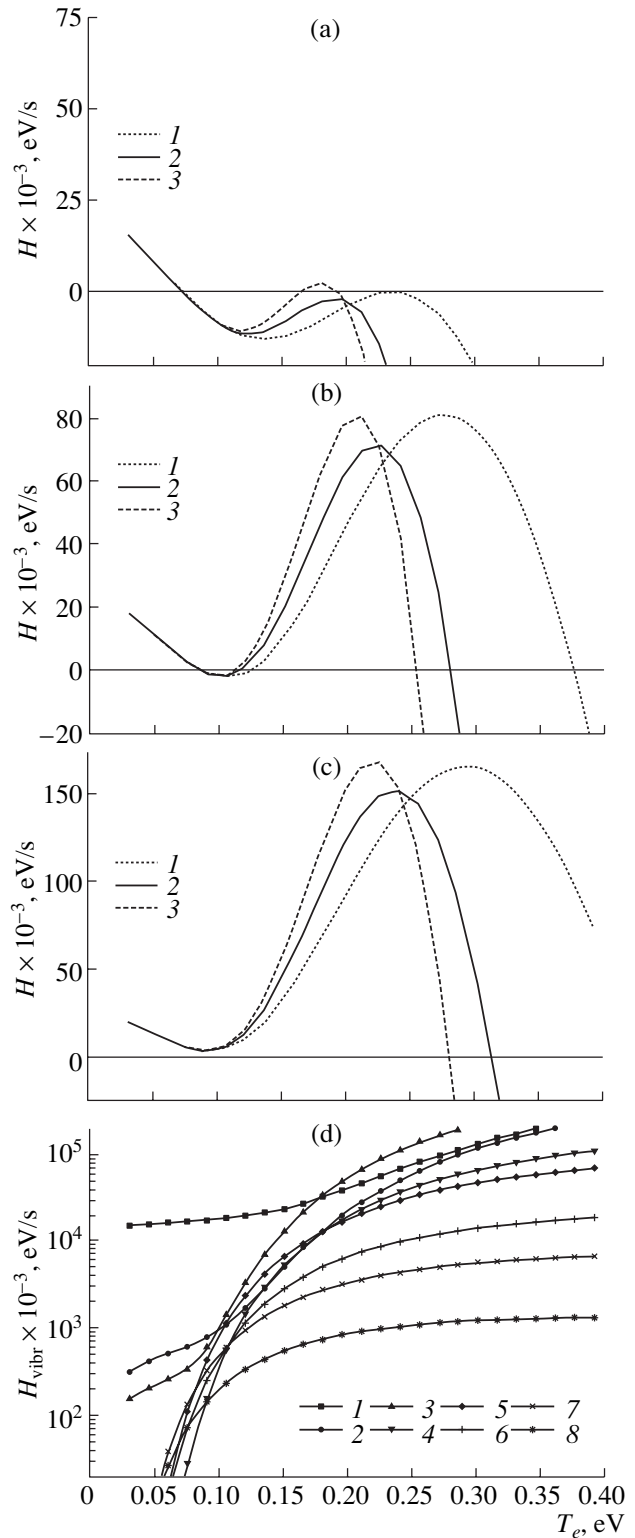 (a)
75
50
25
0
H × 10⁻³, eV/s
1
2
3
(b)
80
60
40
20
0
−20
H × 10⁻³, eV/s
1
2
3
(c)
150
100
50
0
H × 10⁻³, eV/s
1
2
3
(d)
10⁵
10⁴
10³
10²
H_vibr × 10⁻³, eV/s
1 3 5 7
2 4 6 8
0 0.05 0.10 0.15 0.20 0.25 0.30 0.35 0.40
T_e, eV